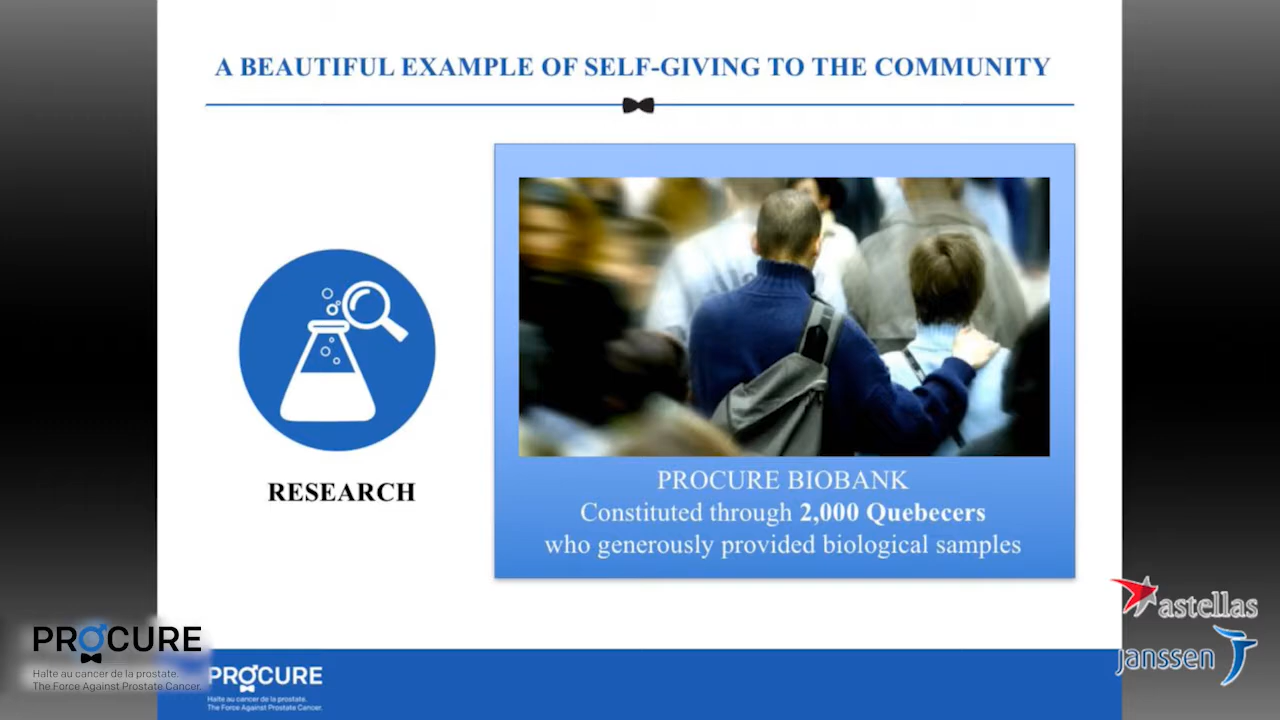 A BEAUTIFUL EXAMPLE OF SELF-GIVING TO THE COMMUNITY
RESEARCH
PROCURE BIOBANK
Constituted through 2,000 Quebecers
who generously provided biological samples
PROCURE
Halte au cancer de la prostate.
The Force Against Prostate Cancer.
PROCURE
Halte au cancer de la prostate.
The Force Against Prostate Cancer.
astellas
janssen